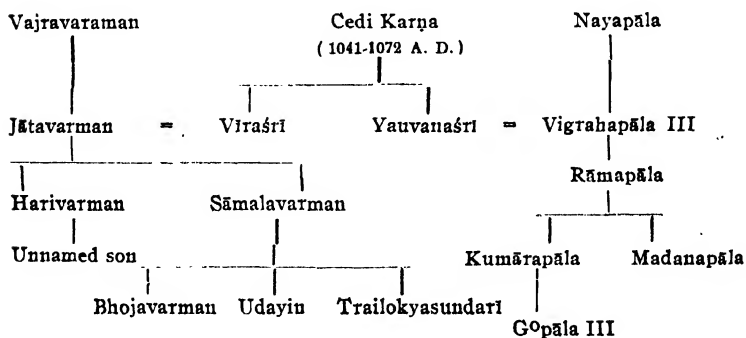 Vajravaraman Cedi Karṇa Nayapāla
( 1041-1072 A. D. )
Jātavarman = Vīraśrī Yauvanaśrī = Vigrahapāla III
Rāmapāla
Harivarman Sāmalavarman
Unnamed son Kumārapāla Madanapāla
Bhojavarman Udayin Trailokyasundarī
Gopāla III